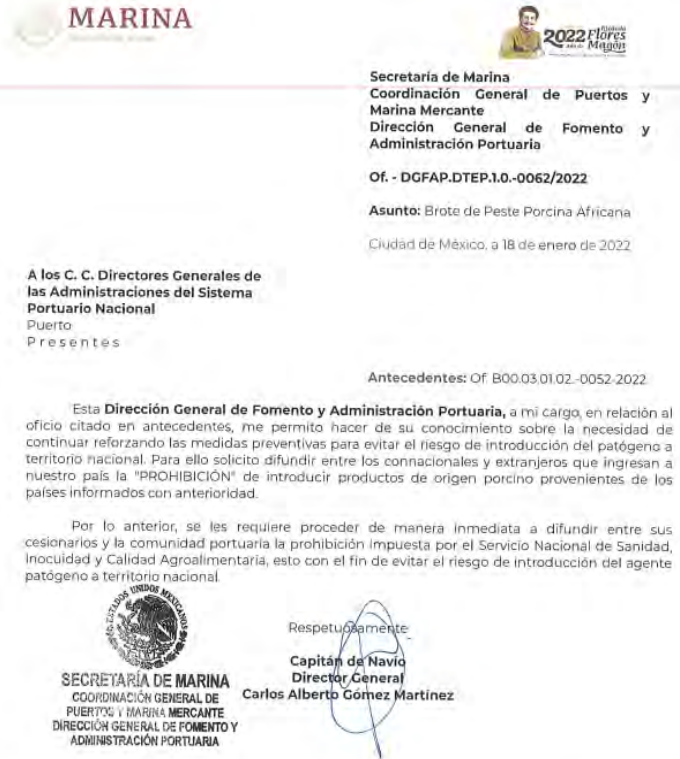 MARINA
2022 Flores
Año de Magón
Secretaría de Marina
Coordinación General de Puertos y
Marina Mercante
Dirección General de Fomento y
Administración Portuaria
Of. - DGFAP.DTEP.1.0.-0062/2022
Asunto: Brote de Peste Porcina Africana
Ciudad de México, a 18 de enero de 2022
A los C. C. Directores Generales de
las Administraciones del Sistema
Portuario Nacional
Puerto
Presentes
Antecedentes: Of. B00.03.01.02.-0052-2022
Esta Dirección General de Fomento y Administración Portuaria, a mi cargo, en relación al
oficio citado en antecedentes, me permito hacer de su conocimiento sobre la necesidad de
continuar reforzando las medidas preventivas para evitar el riesgo de introducción del patógeno a
territorio nacional. Para ello solicito difundir entre los connacionales y extranjeros que ingresan a
nuestro país la "PROHIBICIÓN" de introducir productos de origen porcino provenientes de los
países informados con anterioridad.
Por lo anterior, se les requiere proceder de manera inmediata a difundir entre sus
cesionarios y la comunidad portuaria la prohibición impuesta por el Servicio Nacional de Sanidad,
Inocuidad y Calidad Agroalimentaria, esto con el fin de evitar el riesgo de introducción del agente
patógeno a territorio nacional.
ESTADOS UNIDOS MEXICANOS
Respetuosamente
Capitán de Navío
Director General
Carlos Alberto Gómez Martínez
SECRETARÍA DE MARINA
COORDINACIÓN GENERAL DE
PUERTOS Y MARINA MERCANTE
DIRECCIÓN GENERAL DE FOMENTO Y
ADMINISTRACIÓN PORTUARIA